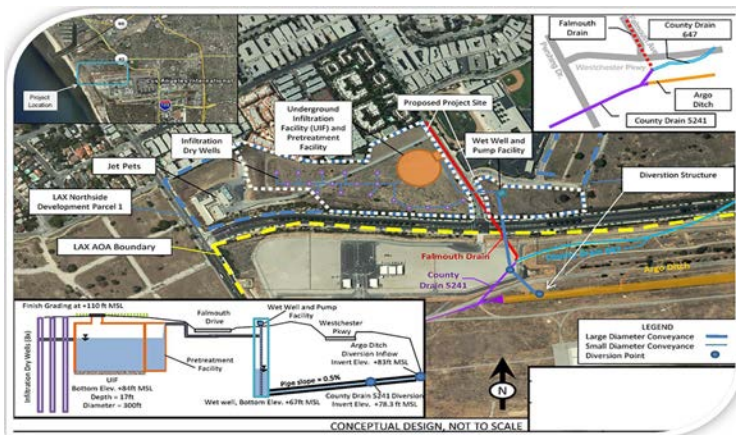 Project
Location
Los Angeles International
Falmouth
Drain
County Drain
647
Westchester Pkwy
Pershing Dr.
Argo
Ditch
County Drain 5241
Underground
Infiltration
Facility (UIF) and
Pretreatment
Facility
Proposed Project Site
Infiltration
Dry Wells
Wet Well and
Pump Facility
Jet Pets
Diverstion Structure
LAX Northside
Development Parcel 1
LAX AOA Boundary
Falmouth Drain
County
Drain 5241
Argo Ditch
Finish Grading at +110 ft MSL
Falmouth
Drive
Wet Well and Pump
Facility
Westchester
Pkwy
Argo Ditch
Diversion Inflow
Invert Elev. +83ft MSL
Infiltration Dry Wells
Pretreatment
Facility
UIF
Bottom Elev. +84ft MSL
Depth = 17ft
Diameter = 300ft
Pipe slope = 0.5%
Wet well, Bottom Elev. +67ft MSL
County Drain 5241 Diversion
Invert Elev. +78.3 ft MSL
LEGEND
Large Diameter Conveyance
Small Diameter Conveyance
Diversion Point
N
CONCEPTUAL DESIGN, NOT TO SCALE